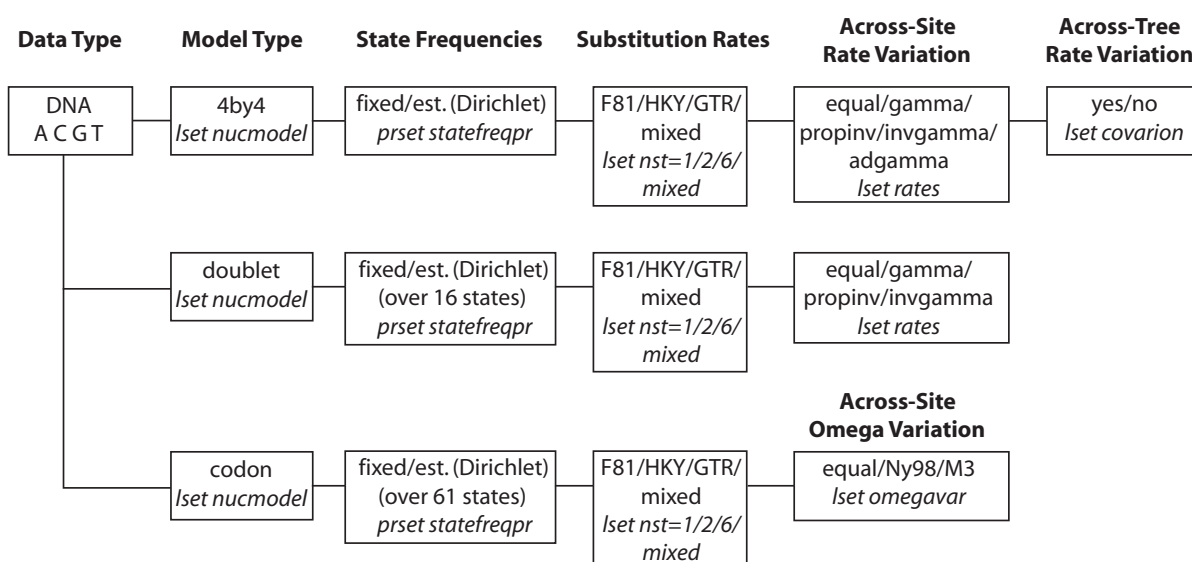 Data Type
Model Type
State Frequencies
Substitution Rates
Across-Site
Rate Variation
Across-Tree
Rate Variation
DNA
A C G T
4by4
lset nucmodel
fixed/est. (Dirichlet)
prset statefreqpr
F81/HKY/GTR/
mixed
lset nst=1/2/6/
mixed
equal/gamma/
propinv/invgamma/
adgamma
lset rates
yes/no
lset covarion
doublet
lset nucmodel
fixed/est. (Dirichlet)
(over 16 states)
prset statefreqpr
F81/HKY/GTR/
mixed
lset nst=1/2/6/
mixed
equal/gamma/
propinv/invgamma
lset rates
Across-Site
Omega Variation
codon
lset nucmodel
fixed/est. (Dirichlet)
(over 61 states)
prset statefreqpr
F81/HKY/GTR/
mixed
lset nst=1/2/6/
mixed
equal/Ny98/M3
lset omegavar